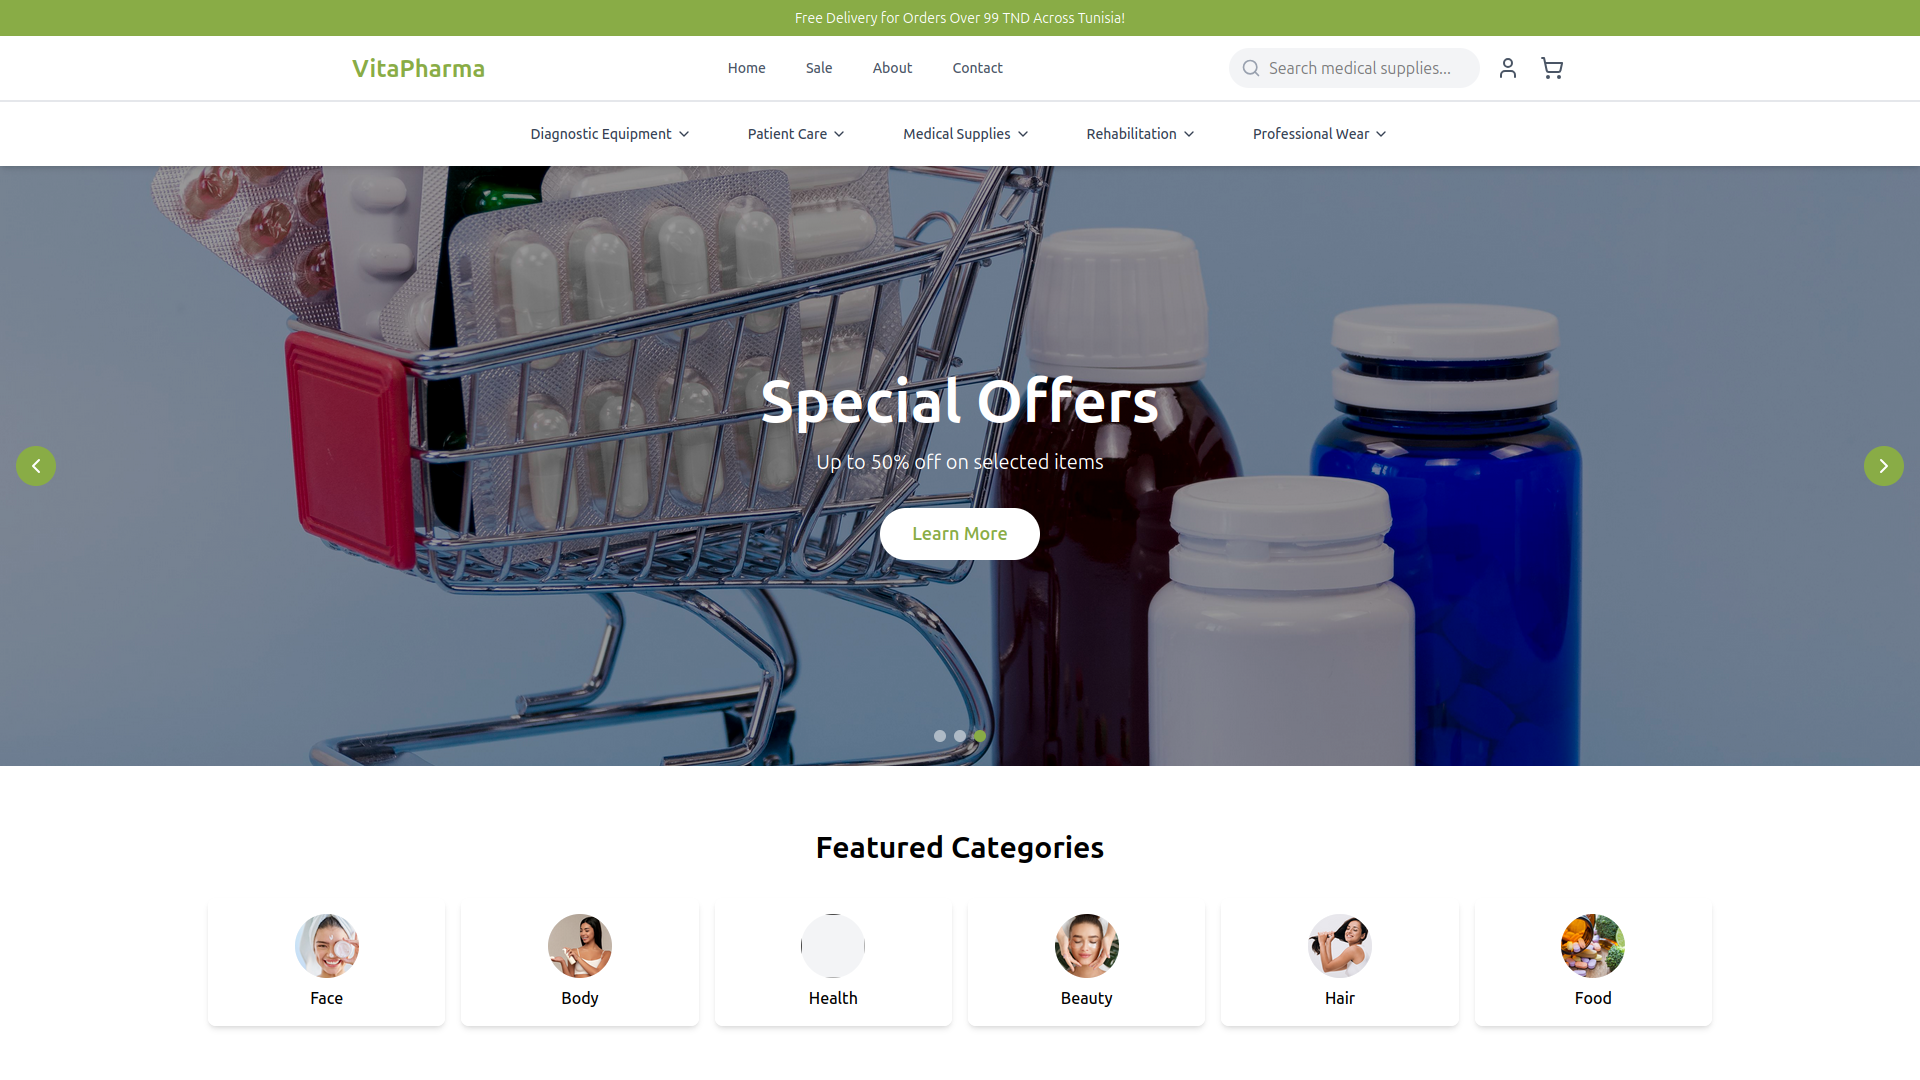 Free Delivery for Orders Over 99 TND Across Tunisia!
VitaPharma
Home Sale About Contact
Search medical supplies...
Diagnostic Equipment Patient Care Medical Supplies Rehabilitation Professional Wear
Special Offers
Up to 50% off on selected items
Learn More
Featured Categories
Face Body Health Beauty Hair Food